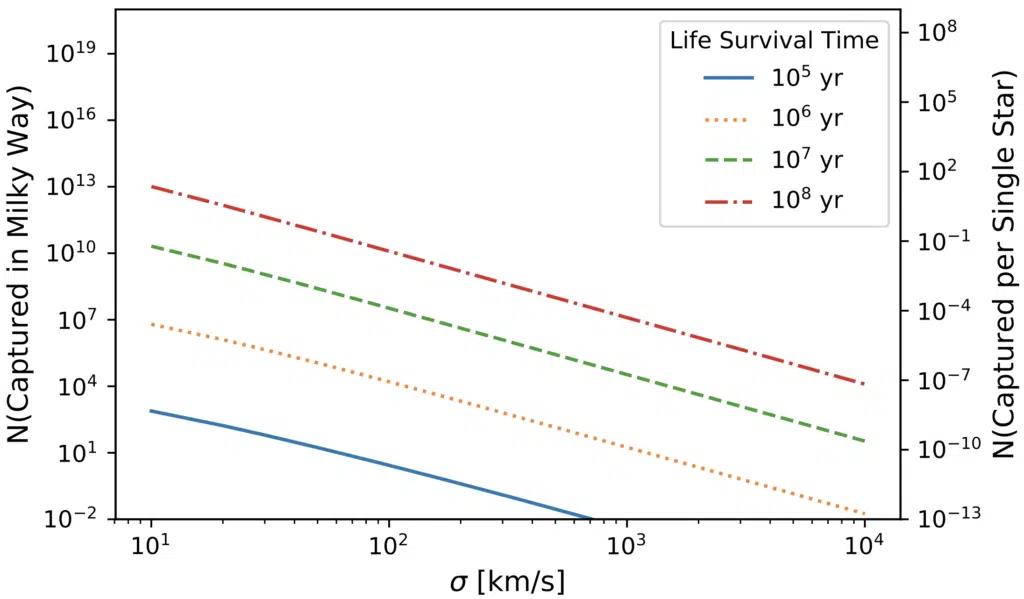 N(Captured in Milky Way)
10¹⁹
10¹⁶
10¹³
10¹⁰
10⁷
10⁴
10¹
10⁻²
Life Survival Time
10⁵ yr
10⁶ yr
10⁷ yr
10⁸ yr
10⁸
10⁵
10²
10⁻¹
10⁻⁴
10⁻⁷
10⁻¹⁰
10⁻¹³
N(Captured per Single Star)
10¹ 10² 10³ 10⁴
σ [km/s]